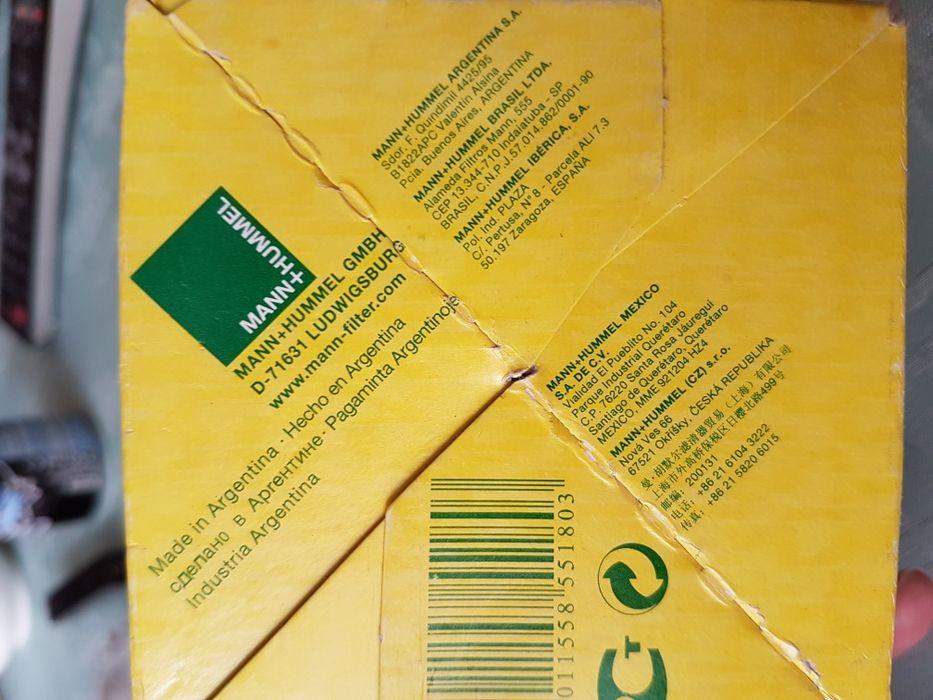 MANN+HUMMEL ARGENTINA S.A.
Sdor. F. Quindimil 4425/95
B1822APC Valentin Alsina
Pcia. Buenos Aires, ARGENTINA
MANN+HUMMEL BRASIL LTDA.
Alameda Filtros Mann, 555
CEP 13.344-710 Indaiatuba - SP
BRASIL. C.N.P.J.57.014.862/0001-90
MANN+HUMMEL IBÉRICA, S.A.
Pol. Ind. PLAZA
C/. Pertusa, N°8 - Parcela ALI 7.3
50.197 Zaragoza, ESPAÑA
MANN+HUMMEL
MANN+HUMMEL GMBH
D-71631 LUDWIGSBURG
www.mann-filter.com
Made in Argentina · Hecho en Argentina
сделано в Аргентине· Pagaminta Argentinoje
Industria Argentina
MANN+HUMMEL MEXICO
S.A. DE C.V.
Vialidad El Pueblito No. 104
Parque Industrial Querétaro
C.P. 76220 Santa Rosa Jáuregui
Santiago de Querétaro, Querétaro
MEXICO, MME 921204 HZ4
MANN+HUMMEL (CZ) s.r.o.
Nová Ves 66
67521 Okříšky, ČESKÁ REPUBLIKA
曼·胡默尔滤清器贸易（上海）有限公司
上海市外高桥保税区日樱北路499号
邮编: 200131
电话: +86 21 6104 3222
传真: +86 21 5820 6015
011558 551803